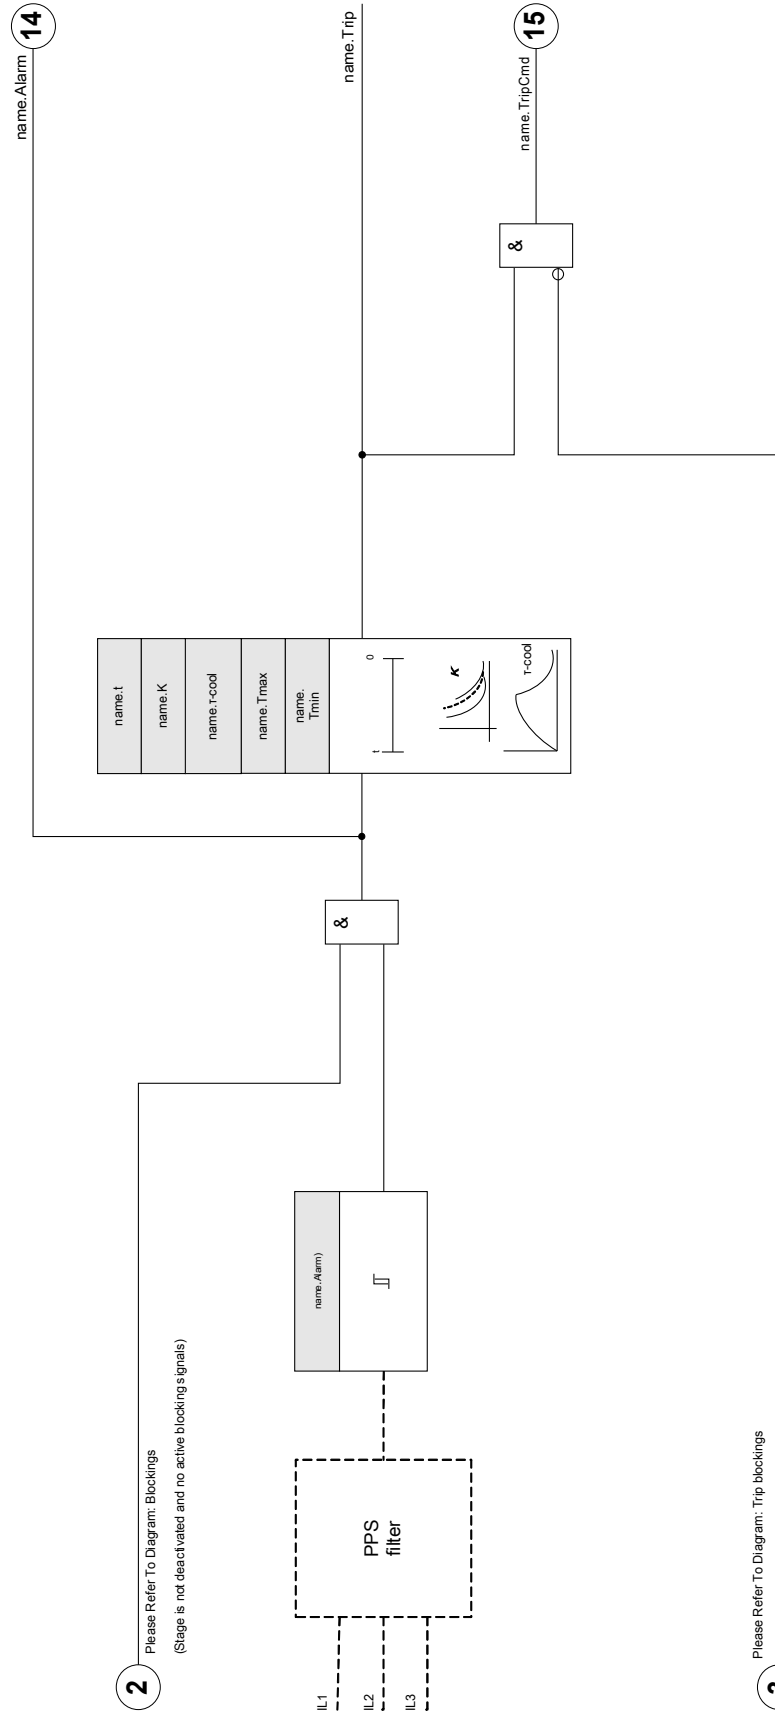 14
name.Alarm
name.Trip
15
name.TripCmd
&
name.t
name.K
name.τ-cool
name.Tmax
name.
Tmin
t
0
K
τ-cool
&
name.Alarm)
2
Please Refer To Diagram: Blockings
(Stage is not deactivated and no active blocking signals)
PPS
filter
IL1
IL2
IL3
Please Refer To Diagram: Trip blockings